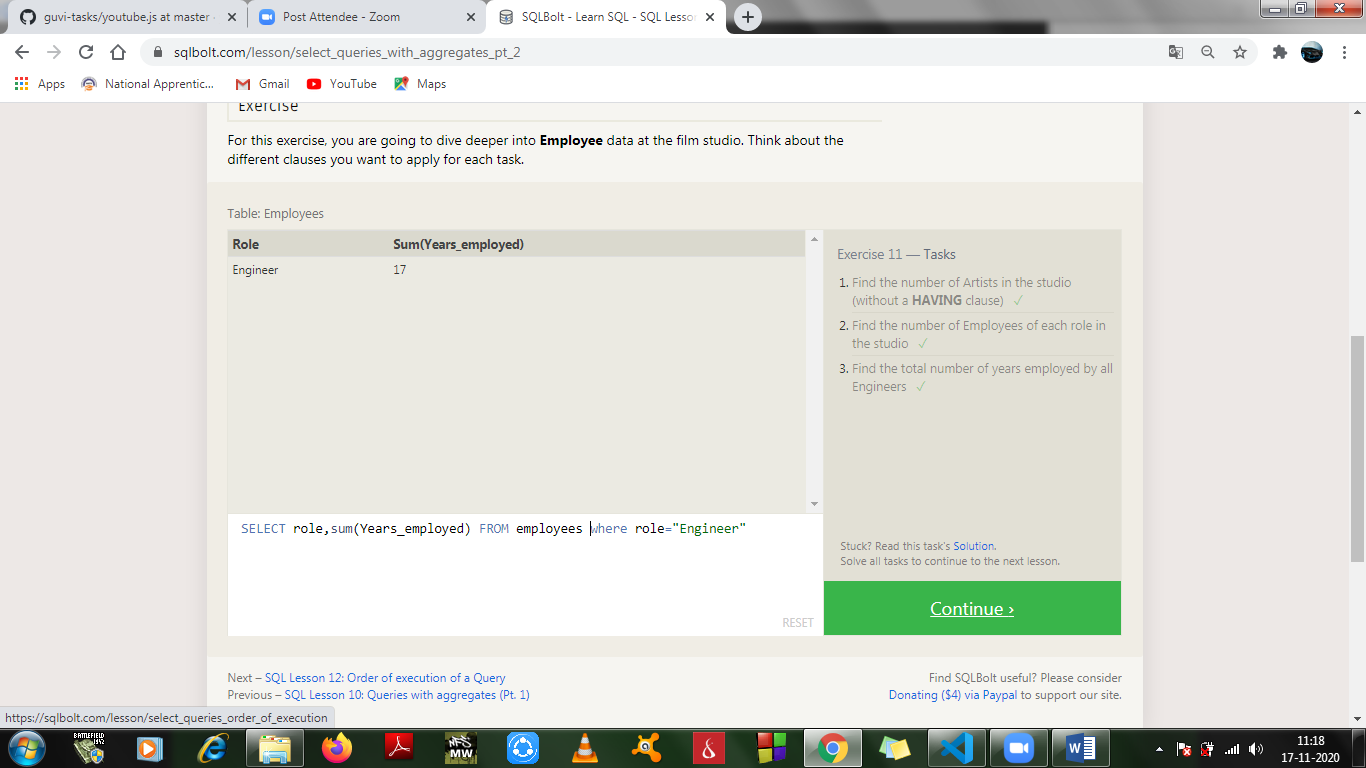 guvi-tasks/youtube.js at master
Post Attendee - Zoom
SQLBolt - Learn SQL - SQL Lesso
sqlbolt.com/lesson/select_queries_with_aggregates_pt_2
Apps
National Apprentic...
Gmail
YouTube
Maps
Exercise
For this exercise, you are going to dive deeper into Employee data at the film studio. Think about the
different clauses you want to apply for each task.
Table: Employees
Role Sum(Years_employed)
Engineer 17
SELECT role,sum(Years_employed) FROM employees where role="Engineer"
RESET
Exercise 11 — Tasks
1. Find the number of Artists in the studio
(without a HAVING clause) ✓
2. Find the number of Employees of each role in
the studio ✓
3. Find the total number of years employed by all
Engineers ✓
Stuck? Read this task's Solution.
Solve all tasks to continue to the next lesson.
Continue ›
Next – SQL Lesson 12: Order of execution of a Query
Previous – SQL Lesson 10: Queries with aggregates (Pt. 1)
Find SQLBolt useful? Please consider
Donating ($4) via Paypal to support our site.
https://sqlbolt.com/lesson/select_queries_order_of_execution
BATTLEFIELD
1942
NFS
MW
11:18
17-11-2020